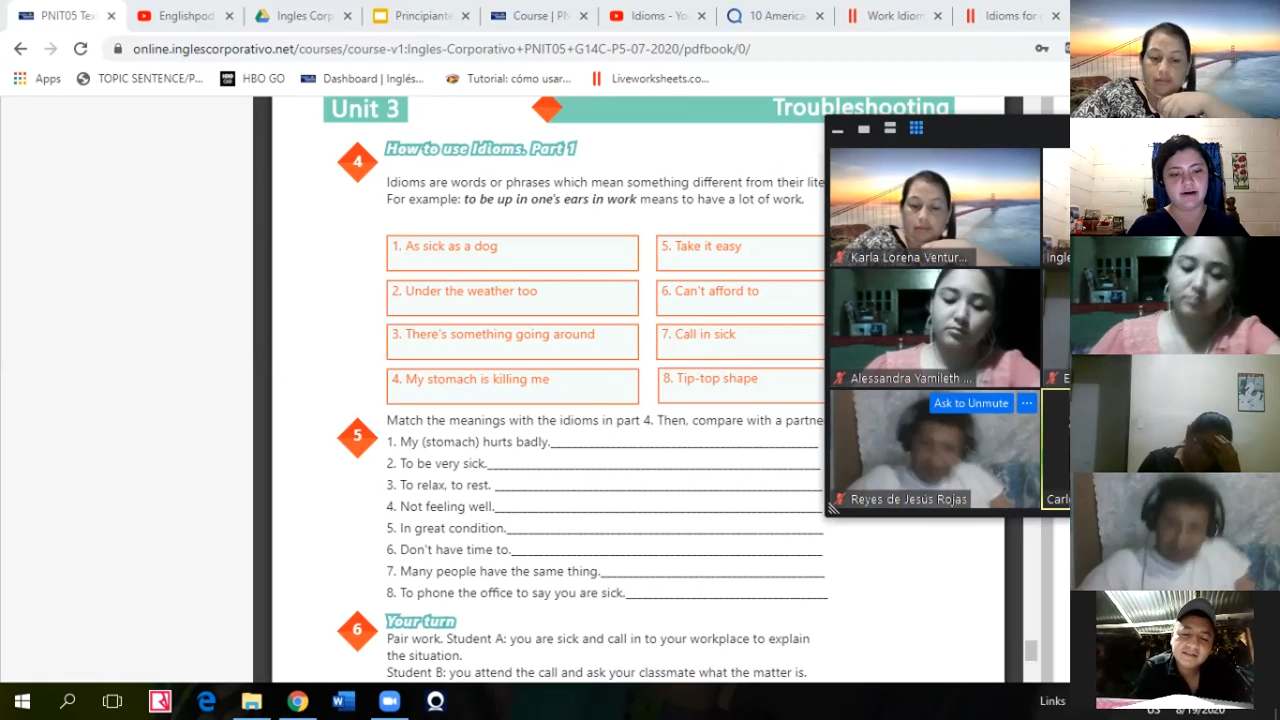 PNIT05 Tex
Englishpod
Ingles Corp
Principiante
Course | PN
Idioms - Yo
10 America
Work Idiom
Idioms for g
online.inglescorporativo.net/courses/course-v1:Ingles-Corporativo+PNIT05+G14C-P5-07-2020/pdfbook/0/
Apps
TOPIC SENTENCE/P...
HBO GO
Dashboard | Inglés...
Tutorial: cómo usar...
Liveworksheets.co...
Unit 3
Troubleshooting
4
How to use Idioms. Part 1
Idioms are words or phrases which mean something different from their lite
For example: to be up in one's ears in work means to have a lot of work.
1. As sick as a dog
5. Take it easy
2. Under the weather too
6. Can't afford to
3. There's something going around
7. Call in sick
4. My stomach is killing me
8. Tip-top shape
5
Match the meanings with the idioms in part 4. Then, compare with a partne
1. My (stomach) hurts badly.
2. To be very sick.
3. To relax, to rest.
4. Not feeling well.
5. In great condition.
6. Don't have time to.
7. Many people have the same thing.
8. To phone the office to say you are sick.
6
Your turn
Pair work. Student A: you are sick and call in to your workplace to explain
the situation.
Student B: you attend the call and ask your classmate what the matter is.
Karla Lorena Ventur...
Ingle
Alessandra Yamileth ...
E
Ask to Unmute
Reyes de Jesús Rojas
Carlo
Links
US 8/19/2020